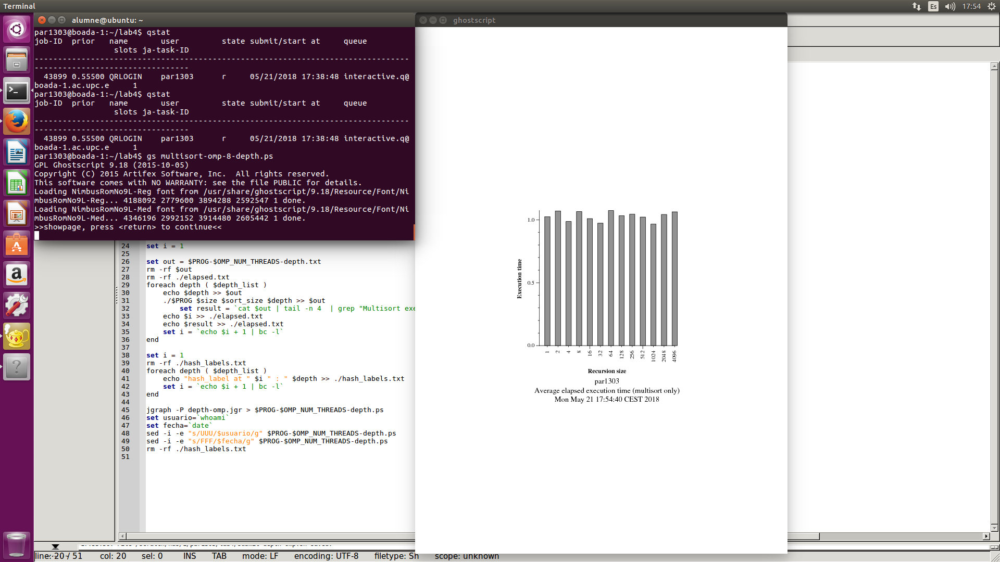 Terminal
Es
17:54
alumne@ubuntu: ~
par1303@boada-1:~/lab4$ qstat
job-ID  prior   name       user         state submit/start at     queue
                 slots ja-task-ID
--------------------------------------------------------------------------------
---------------------------------
  43899 0.55500 QRLOGIN    par1303      r     05/21/2018 17:38:48 interactive.q@
boada-1.ac.upc.e     1
par1303@boada-1:~/lab4$ qstat
job-ID  prior   name       user         state submit/start at     queue
                 slots ja-task-ID
--------------------------------------------------------------------------------
---------------------------------
  43899 0.55500 QRLOGIN    par1303      r     05/21/2018 17:38:48 interactive.q@
boada-1.ac.upc.e     1
par1303@boada-1:~/lab4$ gs multisort-omp-8-depth.ps
GPL Ghostscript 9.18 (2015-10-05)
Copyright (C) 2015 Artifex Software, Inc.  All rights reserved.
This software comes with NO WARRANTY: see the file PUBLIC for details.
Loading NimbusRomNo9L-Reg font from /usr/share/ghostscript/9.18/Resource/Font/Ni
mbusRomNo9L-Reg... 4188092 2779600 3894288 2592547 1 done.
Loading NimbusRomNo9L-Med font from /usr/share/ghostscript/9.18/Resource/Font/Ni
mbusRomNo9L-Med... 4346196 2992152 3914480 2605442 1 done.
>>showpage, press <return> to continue<<
24 set i = 1
25
26 set out = $PROG-$OMP_NUM_THREADS-depth.txt
27 rm -rf $out
28 rm -rf ./elapsed.txt
29 foreach depth ( $depth_list )
30     echo $depth >> $out
31     ./$PROG $size $sort_size $depth >> $out
32         set result = `cat $out | tail -n 4  | grep "Multisort exe
33     echo $i >> ./elapsed.txt
34     echo $result >> ./elapsed.txt
35     set i = `echo $i + 1 | bc -l`
36 end
37
38 set i = 1
39 rm -rf ./hash_labels.txt
40 foreach depth ( $depth_list )
41     echo "hash_label at " $i " : " $depth >> ./hash_labels.txt
42     set i = `echo $i + 1 | bc -l`
43 end
44
45 jgraph -P depth-omp.jgr > $PROG-$OMP_NUM_THREADS-depth.ps
46 set usuario=`whoami`
47 set fecha=`date`
48 sed -i -e "s/UUU/$usuario/g" $PROG-$OMP_NUM_THREADS-depth.ps
49 sed -i -e "s/FFF/$fecha/g" $PROG-$OMP_NUM_THREADS-depth.ps
50 rm -rf ./hash_labels.txt
51
line: 20 / 51 col: 20 sel: 0 INS TAB mode: LF encoding: UTF-8 filetype: Sh scope: unknown
ghostscript
1.0
0.5
0.0
Execution time
1 2 4 8 16 32 64 128 256 512 1024 2048 4096
Recursion size
par1303
Average elapsed execution time (multisort only)
Mon May 21 17:54:40 CEST 2018